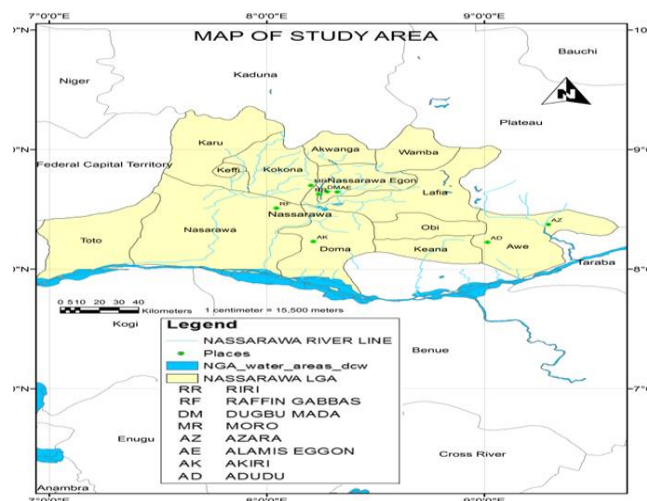 7°0'0"E 8°0'0"E 9°0'0"E
MAP OF STUDY AREA
Bauchi
Niger
Kaduna
N
Plateau
Karu
Akwanga
Wamba
Federal Capital Territory
Keffi
Kokona
Nassarawa Egon
DMAE
Lafia
RF
Nassarawa
AZ
Toto
Nasarawa
AK
Doma
Obi
Keana
AD
Awe
Taraba
0 5 10 20 30 40
Kilometers
1 centimeter = 15,500 meters
Kogi
Legend
NASSARAWA RIVER LINE
Places
NGA_water_areas_dcw
NASSARAWA LGA
RR RIRI
RF RAFFIN GABBAS
DM DUGBU MADA
MR MORO
AZ AZARA
AE ALAMIS EGGON
AK AKIRI
AD ADUDU
Benue
Enugu
Cross River
Anambra